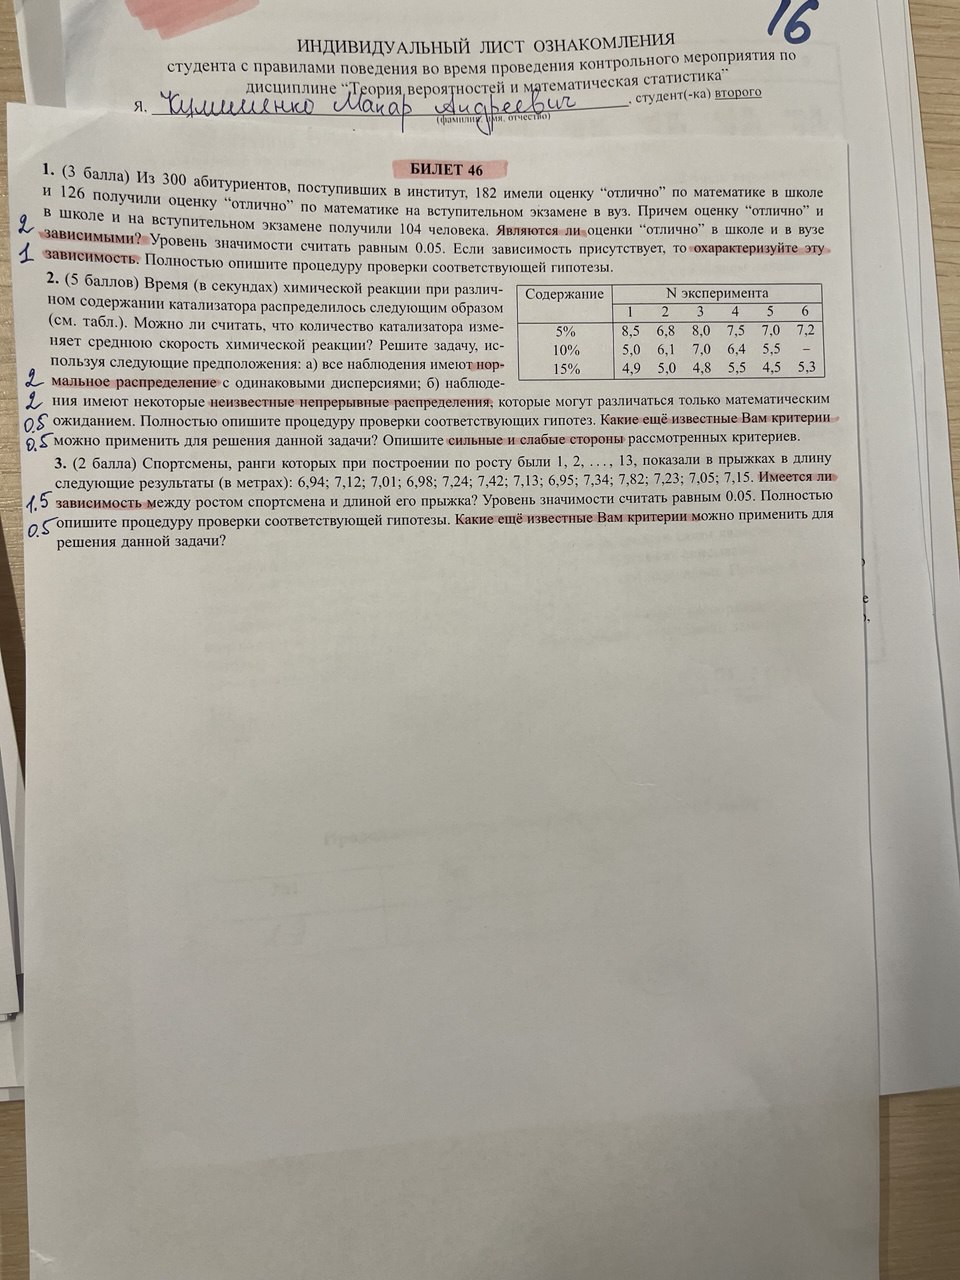 16
ИНДИВИДУАЛЬНЫЙ ЛИСТ ОЗНАКОМЛЕНИЯ
студента с правилами поведения во время проведения контрольного мероприятия по
дисциплине “Теория вероятностей и математическая статистика”
Я, Макар Андреевич, студент(-ка) второго
(фамилия, имя, отчество)
БИЛЕТ 46
1. (3 балла) Из 300 абитуриентов, поступивших в институт, 182 имели оценку “отлично” по математике в школе
и 126 получили оценку “отлично” по математике на вступительном экзамене в вуз. Причем оценку “отлично” и
в школе и на вступительном экзамене получили 104 человека. Являются ли оценки “отлично” в школе и в вузе
2 зависимыми? Уровень значимости считать равным 0.05. Если зависимость присутствует, то охарактеризуйте эту
1 зависимость. Полностью опишите процедуру проверки соответствующей гипотезы.
2. (5 баллов) Время (в секундах) химической реакции при различ-
ном содержании катализатора распределилось следующим образом
(см. табл.). Можно ли считать, что количество катализатора изме-
няет среднюю скорость химической реакции? Решите задачу, ис-
пользуя следующие предположения: а) все наблюдения имеют нор-
2 мальное распределение с одинаковыми дисперсиями; б) наблюде-
Содержание N эксперимента
1 2 3 4 5 6
5% 8,5 6,8 8,0 7,5 7,0 7,2
10% 5,0 6,1 7,0 6,4 5,5 –
15% 4,9 5,0 4,8 5,5 4,5 5,3
2 ния имеют некоторые неизвестные непрерывные распределения, которые могут различаться только математическим
0.5 ожиданием. Полностью опишите процедуру проверки соответствующих гипотез. Какие ещё известные Вам критерии
0.5 можно применить для решения данной задачи? Опишите сильные и слабые стороны рассмотренных критериев.
3. (2 балла) Спортсмены, ранги которых при построении по росту были 1, 2, …, 13, показали в прыжках в длину
следующие результаты (в метрах): 6,94; 7,12; 7,01; 6,98; 7,24; 7,42; 7,13; 6,95; 7,34; 7,82; 7,23; 7,05; 7,15. Имеется ли
1.5 зависимость между ростом спортсмена и длиной его прыжка? Уровень значимости считать равным 0.05. Полностью
0.5 опишите процедуру проверки соответствующей гипотезы. Какие ещё известные Вам критерии можно применить для
решения данной задачи?